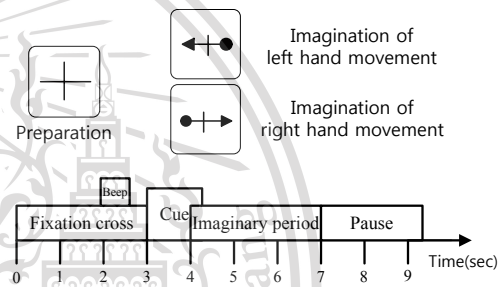 Imagination of
left hand movement
Preparation
Imagination of
right hand movement
Beep
Fixation cross
Cue
Imaginary period
Pause
Time(sec)
0 1 2 3 4 5 6 7 8 9